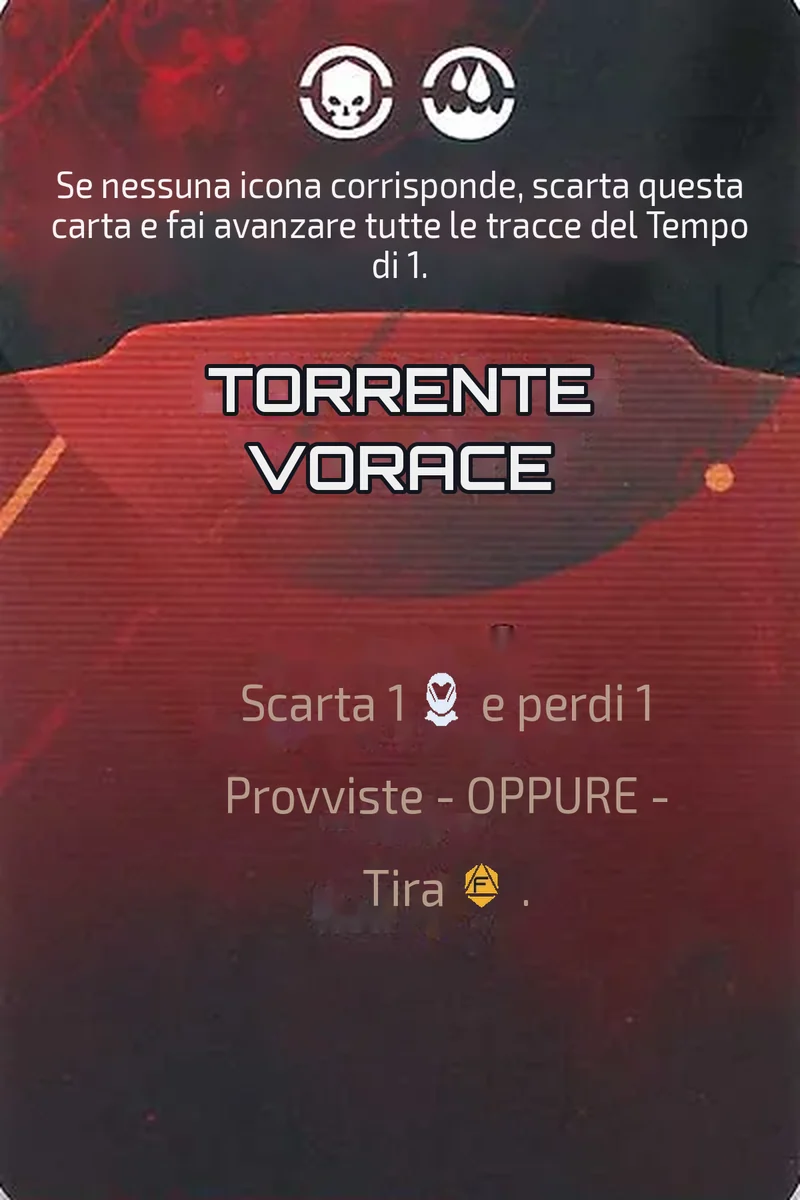 Se nessuna icona corrisponde, scarta questa
carta e fai avanzare tutte le tracce del Tempo
di 1.
TORRENTE
VORACE
Scarta 1 e perdi 1
Provviste - OPPURE -
Tira F .